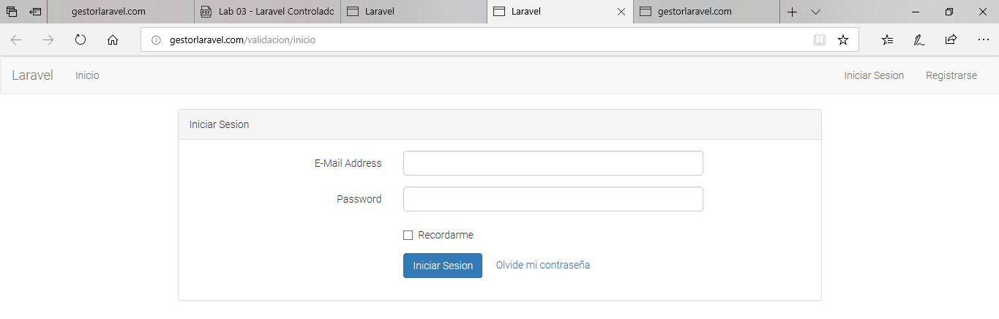 gestorlaravel.com Lab 03 - Laravel Controlado Laravel Laravel gestorlaravel.com
gestorlaravel.com/validacion/inicio
Laravel Inicio Iniciar Sesion Registrarse
Iniciar Sesion
E-Mail Address
Password
Recordarme
Iniciar Sesion Olvide mi contraseña